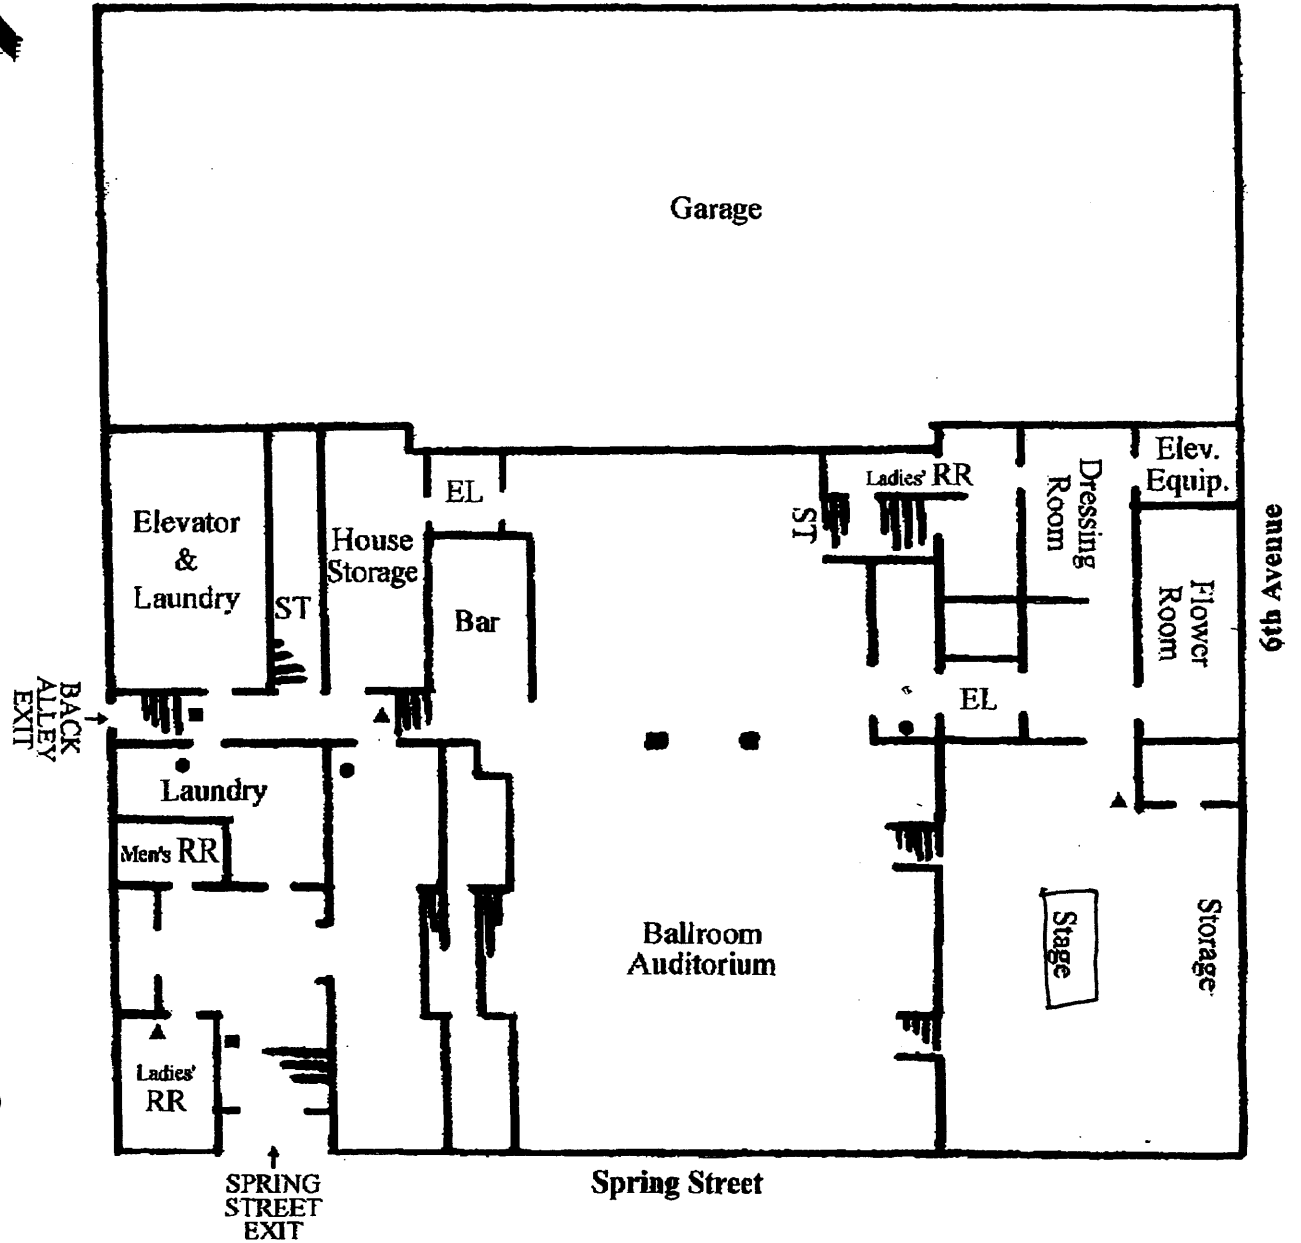 Garage
Elev.
Equip.
Ladies' RR
EL
Dressing
Room
ST
Elevator
&
Laundry
House
Storage
6th Avenue
Flower
Room
ST
Bar
BACK
ALLEY
EXIT
EL
Laundry
Men's RR
Stage
Storage
Ballroom
Auditorium
Ladies'
RR
SPRING
STREET
EXIT
Spring Street